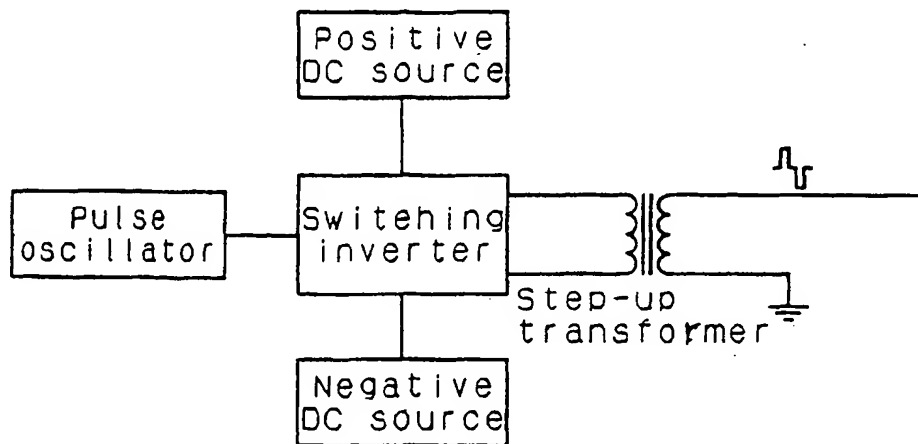 Positive
DC source
Pulse
oscillator
Switehing
inverter
Step-up
transformer
Negative
DC source